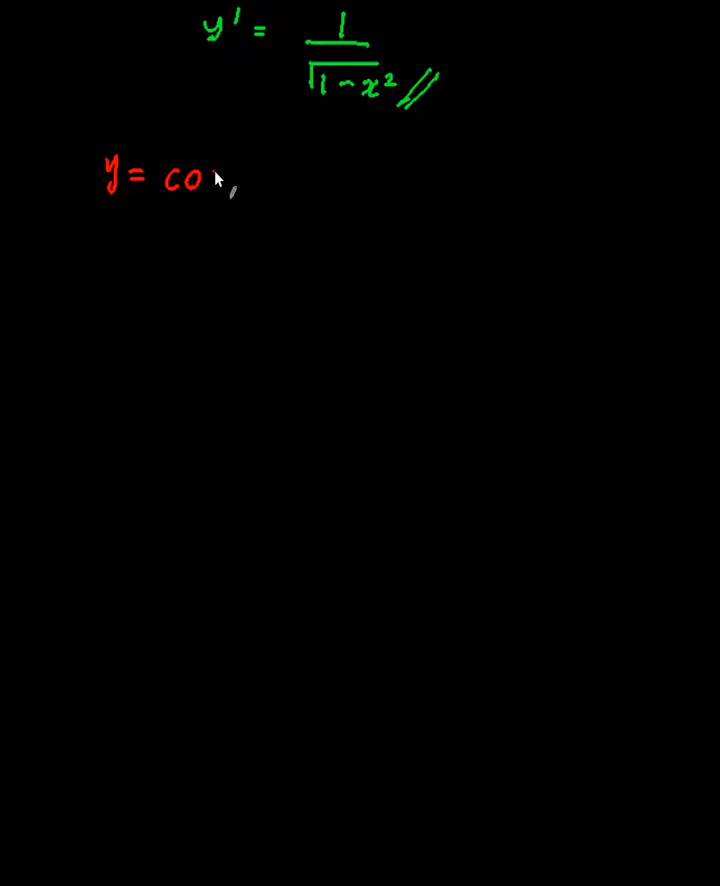 y' = 1/√(1-x²) //
y = co